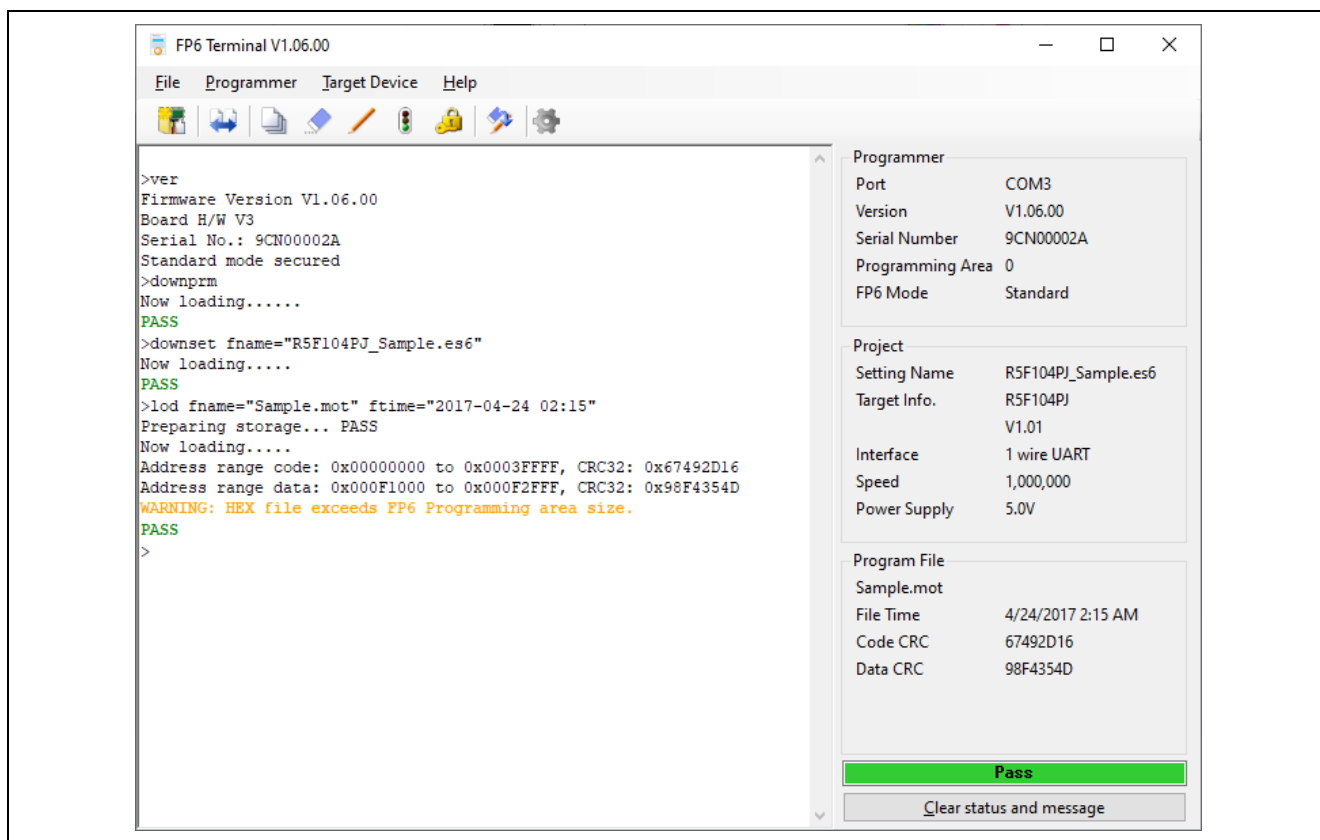 FP6 Terminal V1.06.00
File Programmer Target Device Help
>ver
Firmware Version V1.06.00
Board H/W V3
Serial No.: 9CN00002A
Standard mode secured
>downprm
Now loading......
PASS
>downset fname="R5F104PJ_Sample.es6"
Now loading.....
PASS
>lod fname="Sample.mot" ftime="2017-04-24 02:15"
Preparing storage... PASS
Now loading.....
Address range code: 0x00000000 to 0x0003FFFF, CRC32: 0x67492D16
Address range data: 0x000F1000 to 0x000F2FFF, CRC32: 0x98F4354D
WARNING: HEX file exceeds FP6 Programming area size.
PASS
>
Programmer
Port COM3
Version V1.06.00
Serial Number 9CN00002A
Programming Area 0
FP6 Mode Standard
Project
Setting Name R5F104PJ_Sample.es6
Target Info. R5F104PJ
V1.01
Interface 1 wire UART
Speed 1,000,000
Power Supply 5.0V
Program File
Sample.mot
File Time 4/24/2017 2:15 AM
Code CRC 67492D16
Data CRC 98F4354D
Pass
Clear status and message